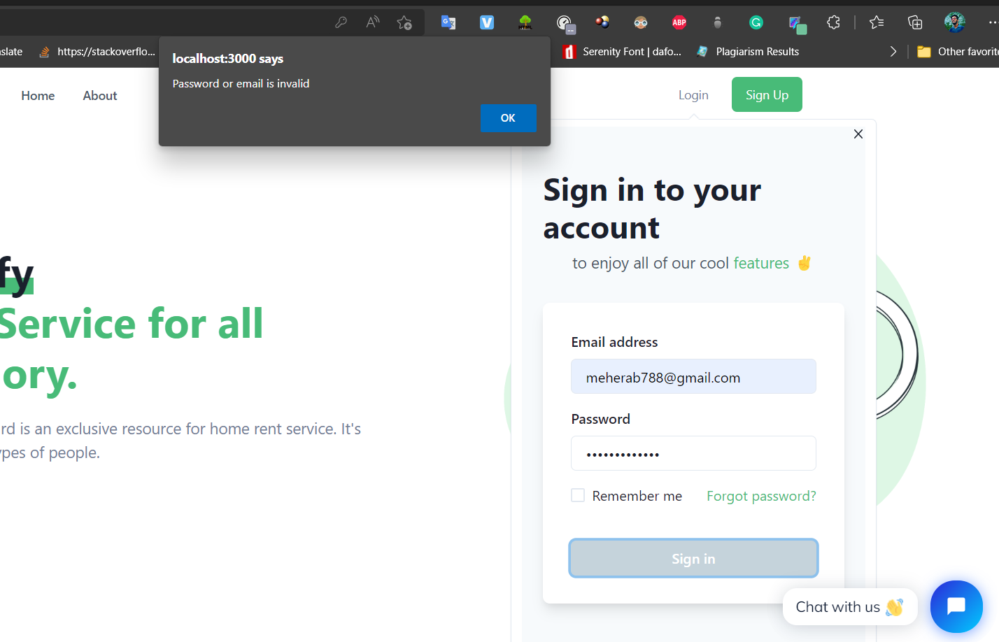 slate
https://stackoverflo...
ABP
Serenity Font | dafo...
Plagiarism Results
Other favorite
localhost:3000 says
Password or email is invalid
OK
Home
About
Login
Sign Up
Sign in to your
account
to enjoy all of our cool features ✌
fy
Service for all
ory.
rd is an exclusive resource for home rent service. It's
ypes of people.
Email address
meherab788@gmail.com
Password
•••••••••••••
Remember me
Forgot password?
Sign in
Chat with us 👋